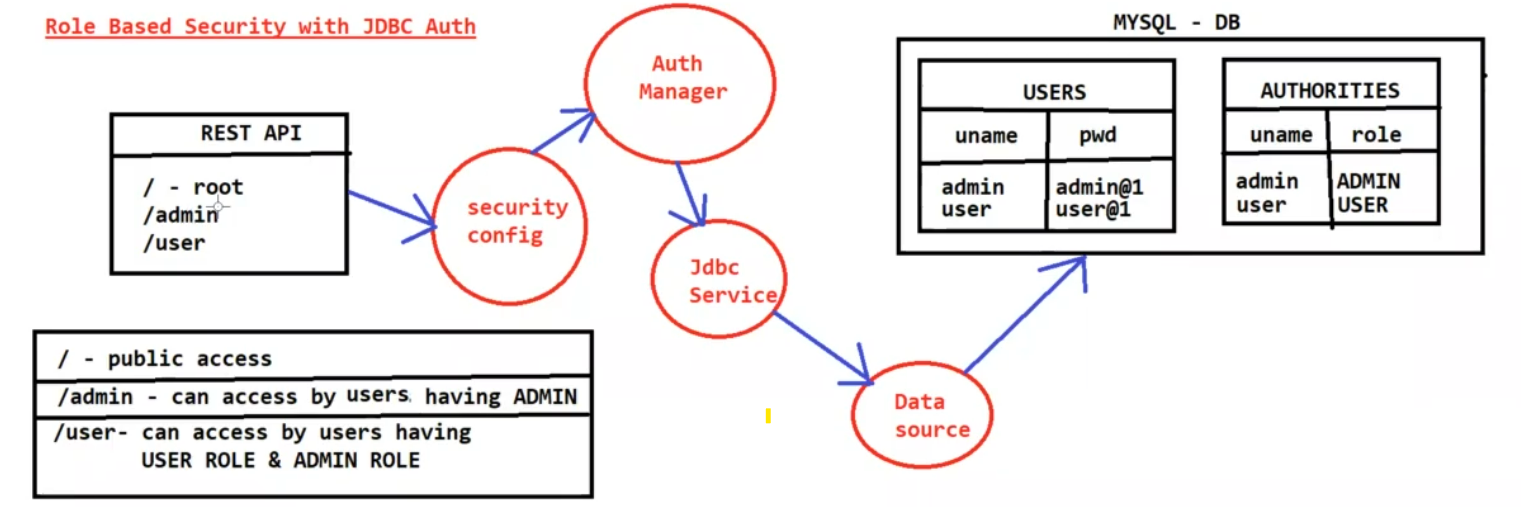 Role Based Security with JDBC Auth
REST API
/ - root
/admin
/user
security
config
Auth
Manager
Jdbc
Service
Data
source
MYSQL - DB
USERS
uname pwd
admin admin@1
user user@1
AUTHORITIES
uname role
admin ADMIN
user USER
/ - public access
/admin - can access by users having ADMIN
/user- can access by users having
USER ROLE & ADMIN ROLE